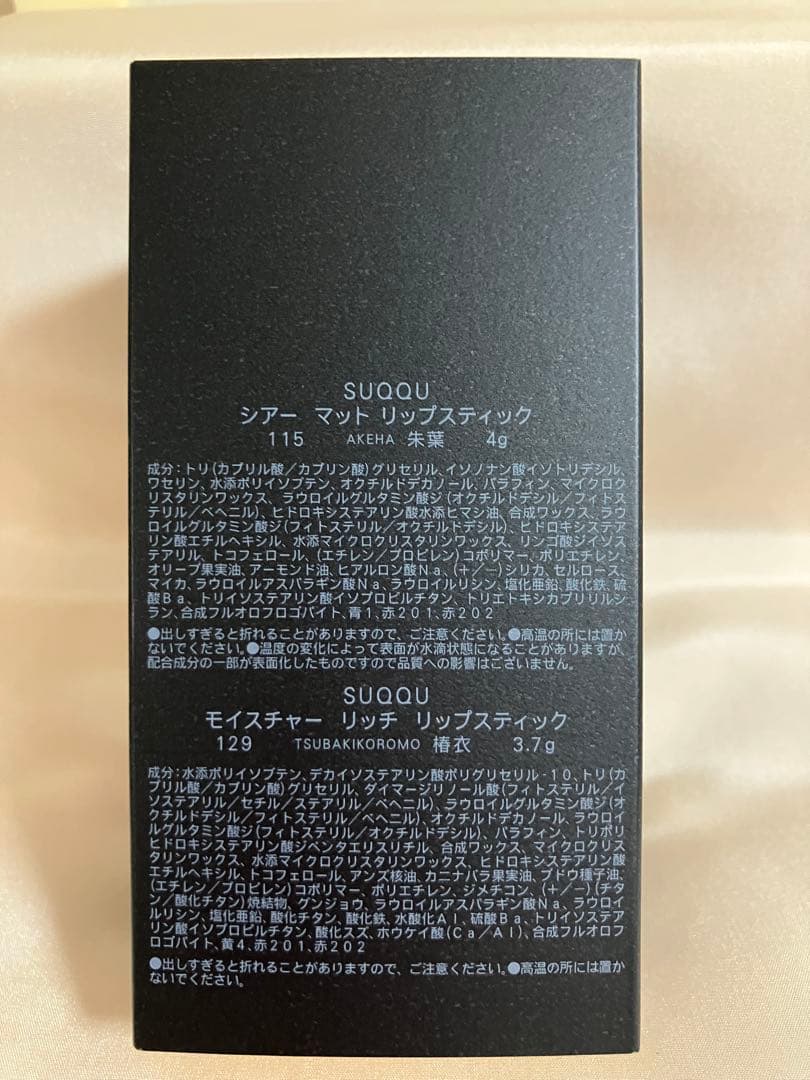 SUQQU
シアー マット リップスティック
115 AKEHA 朱葉 4g
成分:トリ(カプリル酸/カプリン酸)グリセリル、イソノナン酸イソトリデシル、
ワセリン、水添ポリイソブテン、オクチルドデカノール、パラフィン、マイクロク
リスタリンワックス、ラウロイルグルタミン酸ジ(オクチルドデシル/フィトス
テリル/ベヘニル)、ヒドロキシステアリン酸水添ヒマシ油、合成ワックス、ラウ
ロイルグルタミン酸ジ(フィトステリル/オクチルドデシル)、ヒドロキシステア
リン酸エチルヘキシル、水添マイクロクリスタリンワックス、リンゴ酸ジイソス
テアリル、トコフェロール、(エチレン/プロピレン)コポリマー、ポリエチレン、
オリーブ果実油、アーモンド油、ヒアルロン酸Na、(+/-)シリカ、セルロース、
マイカ、ラウロイルアスパラギン酸Na、ラウロイルリシン、塩化亜鉛、酸化鉄、硫
酸Ba、トリイソステアリン酸イソプロピルチタン、トリエトキシカプリリルシ
ラン、合成フルオロフロゴパイト、青1、赤201、赤202
●出しすぎると折れることがありますので、ご注意ください。●高温の所には置か
ないでください。●温度の変化によって表面が水滴状態になることがありますが、
配合成分の一部が表面化したものですので品質への影響はございません。
SUQQU
モイスチャー リッチ リップスティック
129 TSUBAKIKOROMO 椿衣 3.7g
成分:水添ポリイソブテン、デカイソステアリン酸ポリグリセリル-10、トリ(カ
プリル酸/カプリン酸)グリセリル、ダイマージリノール酸(フィトステリル/イ
ソステアリル/セチル/ステアリル/ベヘニル)、ラウロイルグルタミン酸ジ(オ
クチルドデシル/フィトステリル/ベヘニル)、オクチルドデカノール、ラウロイ
ルグルタミン酸ジ(フィトステリル/オクチルドデシル)、パラフィン、トリポリ
ヒドロキシステアリン酸ジペンタエリスリチル、合成ワックス、マイクロクリス
タリンワックス、水添マイクロクリスタリンワックス、ヒドロキシステアリン酸
エチルヘキシル、トコフェロール、アンズ核油、カニナバラ果実油、ブドウ種子油、
(エチレン/プロピレン)コポリマー、ポリエチレン、ジメチコン、(+/-)(チタ
ン/酸化チタン)焼結物、グンジョウ、ラウロイルアスパラギン酸Na、ラウロイ
ルリシン、塩化亜鉛、酸化チタン、酸化鉄、水酸化Al、硫酸Ba、トリイソステア
リン酸イソプロピルチタン、酸化スズ、ホウケイ酸(Ca/Al)、合成フルオロフ
ロゴパイト、黄4、赤201、赤202
●出しすぎると折れることがありますので、ご注意ください。●高温の所には置か
ないでください。